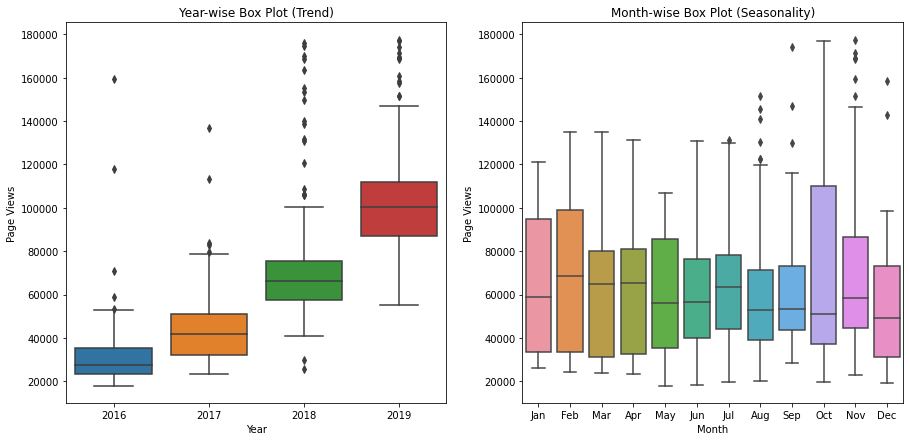 Year-wise Box Plot (Trend)
Page Views
180000
160000
140000
120000
100000
80000
60000
40000
20000
2016 2017 2018 2019
Year
Month-wise Box Plot (Seasonality)
Page Views
180000
160000
140000
120000
100000
80000
60000
40000
20000
Jan Feb Mar Apr May Jun Jul Aug Sep Oct Nov Dec
Month